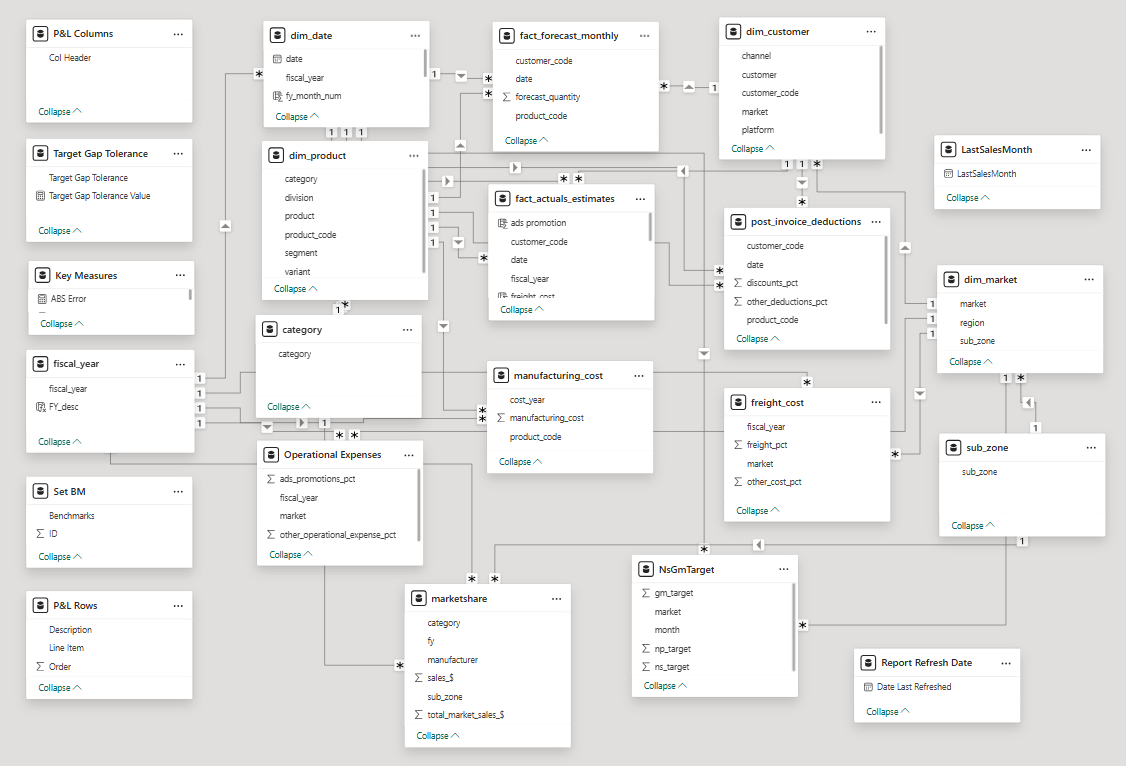 P&L Columns
Col Header
Collapse
Target Gap Tolerance
Target Gap Tolerance
Target Gap Tolerance Value
Collapse
Key Measures
ABS Error
Collapse
fiscal_year
fiscal_year
FY_desc
Collapse
Set BM
Benchmarks
ID
Collapse
P&L Rows
Description
Line Item
Order
Collapse
dim_date
date
fiscal_year
fy_month_num
Collapse
dim_product
category
division
product
product_code
segment
variant
Collapse
category
category
Collapse
Operational Expenses
ads_promotions_pct
fiscal_year
market
other_operational_expense_pct
Collapse
marketshare
category
fy
manufacturer
sales_$
sub_zone
total_market_sales_$
Collapse
fact_forecast_monthly
customer_code
date
forecast_quantity
product_code
Collapse
fact_actuals_estimates
ads promotion
customer_code
date
fiscal_year
freight_cost
Collapse
manufacturing_cost
cost_year
manufacturing_cost
product_code
Collapse
dim_customer
channel
customer
customer_code
market
platform
Collapse
post_invoice_deductions
customer_code
date
discounts_pct
other_deductions_pct
product_code
Collapse
freight_cost
fiscal_year
freight_pct
market
other_cost_pct
Collapse
NsGmTarget
gm_target
market
month
np_target
ns_target
Collapse
LastSalesMonth
LastSalesMonth
Collapse
dim_market
market
region
sub_zone
Collapse
sub_zone
sub_zone
Collapse
Report Refresh Date
Date Last Refreshed
Collapse